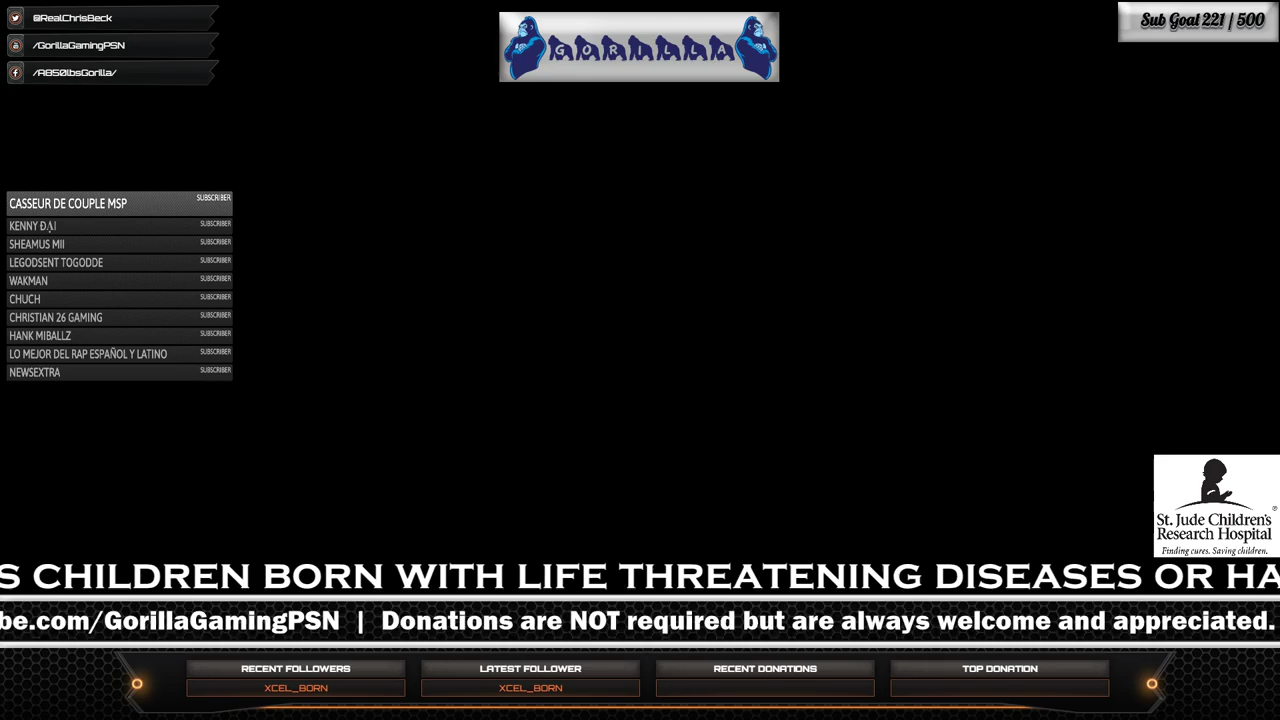 @RealChrisBeck
/GorillaGamingPSN
/A850lbsGorilla/
GORILLA
Sub Goal 221 / 500
CASSEUR DE COUPLE MSP SUBSCRIBER
KENNY ĐẠI SUBSCRIBER
SHEAMUS MII SUBSCRIBER
LEGODSENT TOGODDE SUBSCRIBER
WAKMAN SUBSCRIBER
CHUCH SUBSCRIBER
CHRISTIAN 26 GAMING SUBSCRIBER
HANK MIBALLZ SUBSCRIBER
LO MEJOR DEL RAP ESPAÑOL Y LATINO SUBSCRIBER
NEWSEXTRA SUBSCRIBER
St. Jude Children's ®
Research Hospital
Finding cures. Saving children.
S CHILDREN BORN WITH LIFE THREATENING DISEASES OR HA
be.com/GorillaGamingPSN | Donations are NOT required but are always welcome and appreciated.
RECENT FOLLOWERS LATEST FOLLOWER RECENT DONATIONS TOP DONATION
XCEL_BORN XCEL_BORN